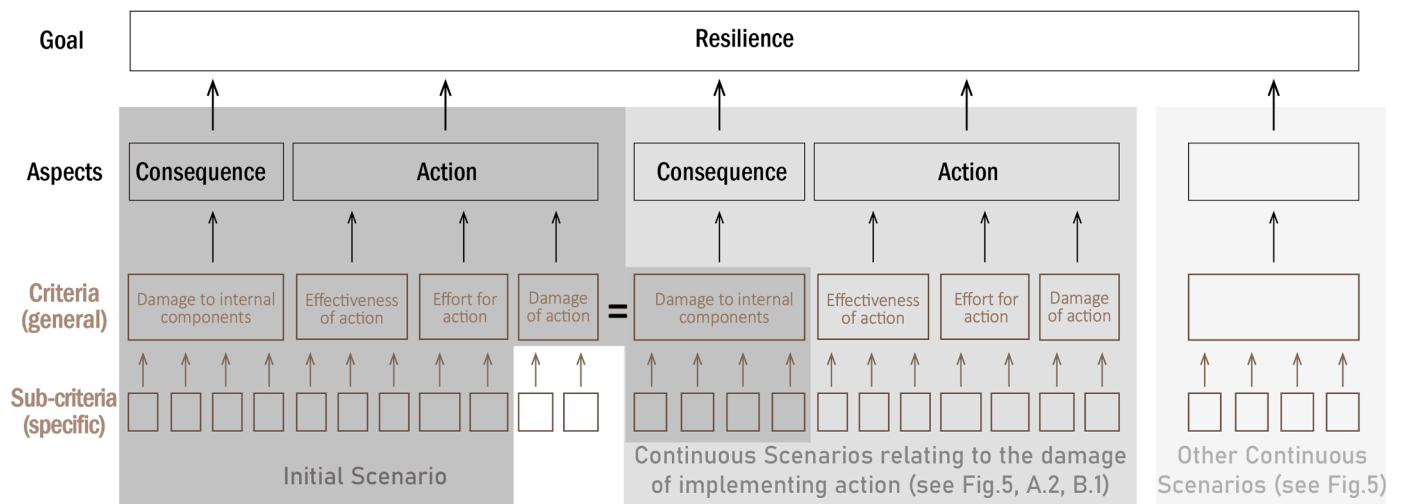 Goal
Resilience
Aspects
Consequence
Action
Consequence
Action
Criteria
(general)
Damage to internal
components
Effectiveness
of action
Effort for
action
Damage
of action
=
Damage to internal
components
Effectiveness
of action
Effort for
action
Damage
of action
Sub-criteria
(specific)
Initial Scenario
Continuous Scenarios relating to the damage
of implementing action (see Fig.5, A.2, B.1)
Other Continuous
Scenarios (see Fig.5)